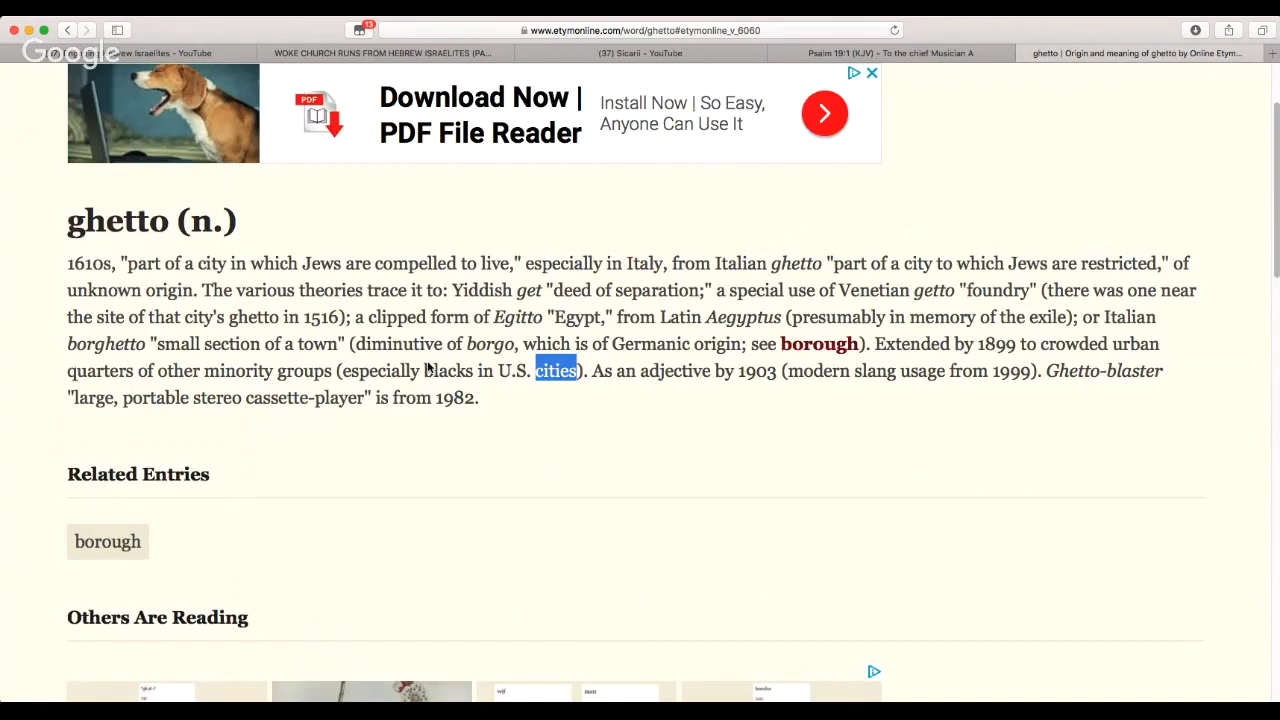 13
www.etymonline.com/word/ghetto#etymonline_v_6060
Google
Hebrew Israelites - YouTube
WOKE CHURCH RUNS FROM HEBREW ISRAELITES (PA...
(37) Sicarii - YouTube
Psalm 19:1 (KJV) - To the chief Musician A
ghetto | Origin and meaning of ghetto by Online Etym...
PDF
Download Now |
PDF File Reader
Install Now | So Easy,
Anyone Can Use It
ghetto (n.)
1610s, "part of a city in which Jews are compelled to live," especially in Italy, from Italian ghetto "part of a city to which Jews are restricted," of
unknown origin. The various theories trace it to: Yiddish get "deed of separation;" a special use of Venetian getto "foundry" (there was one near
the site of that city's ghetto in 1516); a clipped form of Egitto "Egypt," from Latin Aegyptus (presumably in memory of the exile); or Italian
borghetto "small section of a town" (diminutive of borgo, which is of Germanic origin; see borough). Extended by 1899 to crowded urban
quarters of other minority groups (especially blacks in U.S. cities). As an adjective by 1903 (modern slang usage from 1999). Ghetto-blaster
"large, portable stereo cassette-player" is from 1982.
Related Entries
borough
Others Are Reading